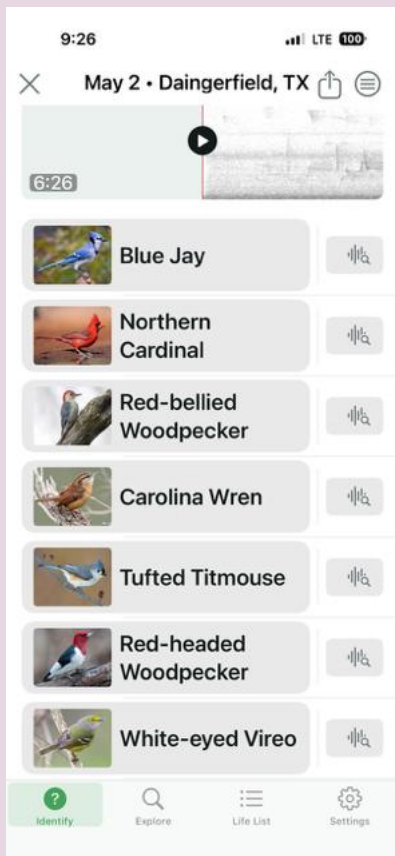 9:26
LTE 100
May 2 • Daingerfield, TX
6:26
Blue Jay
Northern
Cardinal
Red-bellied
Woodpecker
Carolina Wren
Tufted Titmouse
Red-headed
Woodpecker
White-eyed Vireo
?
Identify Explore Life List Settings